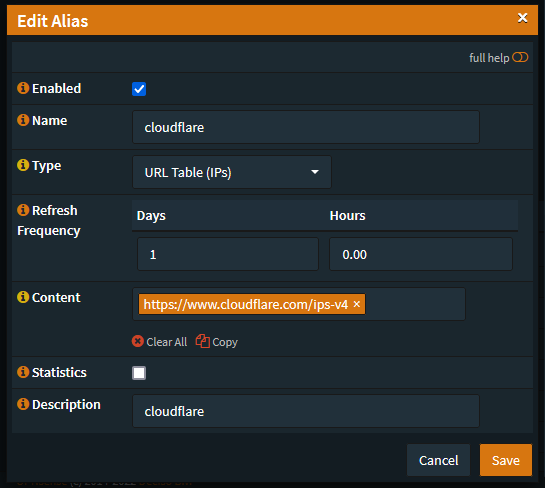 Edit Alias
×
full help
Enabled
Name
cloudflare
Type
URL Table (IPs)
Refresh
Frequency
Days
Hours
1
0.00
Content
https://www.cloudflare.com/ips-v4 ×
Clear All Copy
Statistics
Description
cloudflare
Cancel
Save